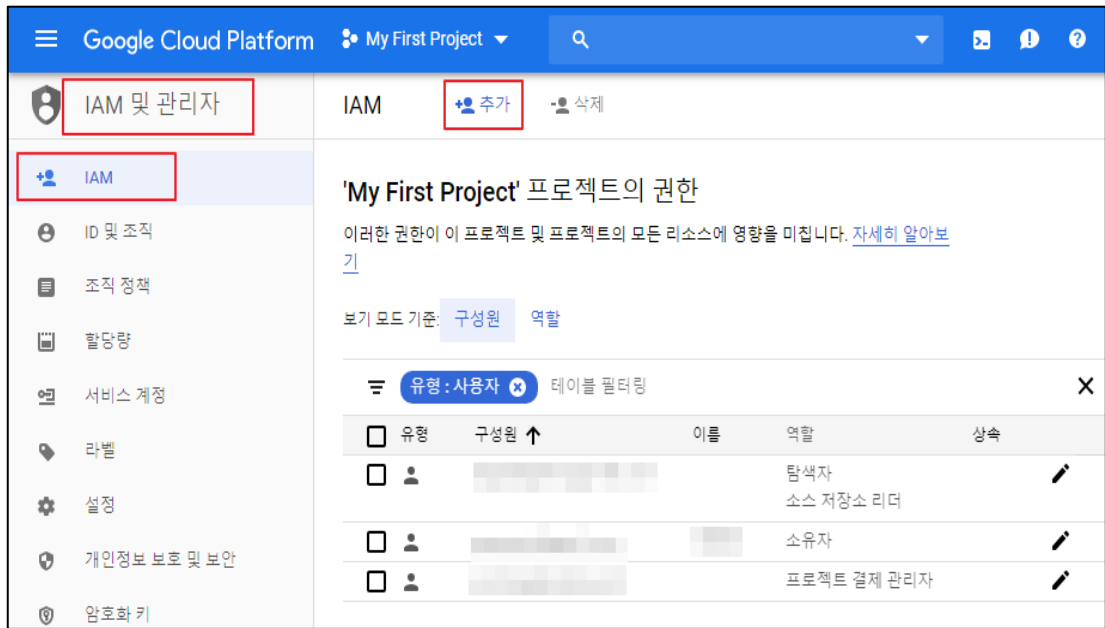 Google Cloud Platform My First Project
IAM 및 관리자
IAM 추가 삭제
IAM
ID 및 조직
조직 정책
할당량
서비스 계정
라벨
설정
개인정보 보호 및 보안
암호화 키
'My First Project' 프로젝트의 권한
이러한 권한이 이 프로젝트 및 프로젝트의 모든 리소스에 영향을 미칩니다. 자세히 알아보
기
보기 모드 기준: 구성원 역할
유형 : 사용자 테이블 필터링
유형 구성원 이름 역할 상속
탐색자
소스 저장소 리더
소유자
프로젝트 결제 관리자